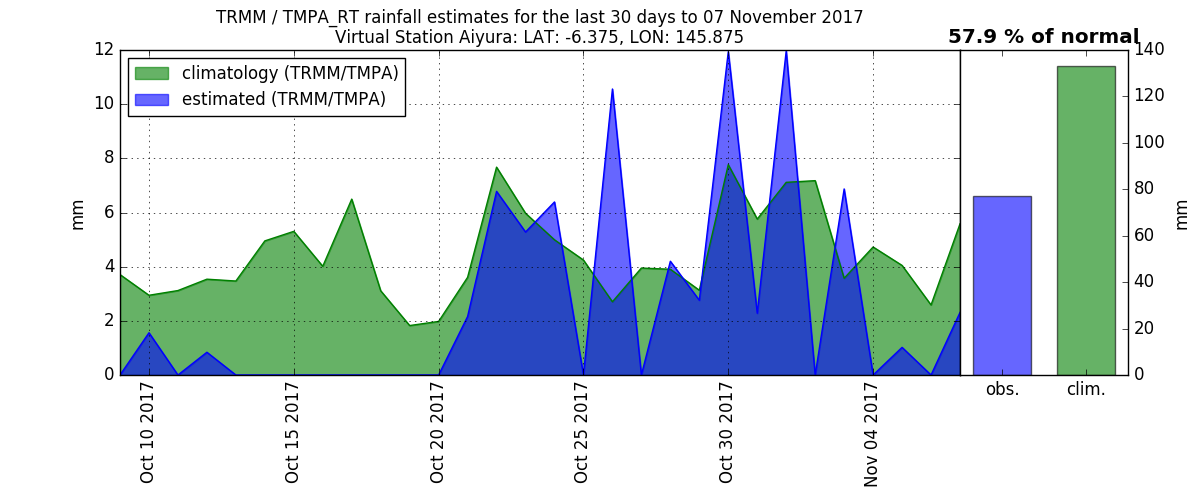 TRMM / TMPA_RT rainfall estimates for the last 30 days to 07 November 2017
Virtual Station Aiyura: LAT: -6.375, LON: 145.875
57.9 % of normal
climatology (TRMM/TMPA)
estimated (TRMM/TMPA)
12
10
8
6
4
2
0
mm
Oct 10 2017
Oct 15 2017
Oct 20 2017
Oct 25 2017
Oct 30 2017
Nov 04 2017
140
120
100
80
60
40
20
0
mm
obs.
clim.